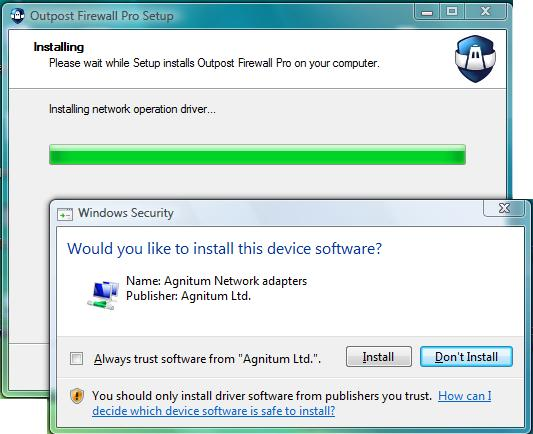 Outpost Firewall Pro Setup
Installing
Please wait while Setup installs Outpost Firewall Pro on your computer.
Installing network operation driver...
Windows Security
Would you like to install this device software?
Name: Agnitum Network adapters
Publisher: Agnitum Ltd.
Always trust software from "Agnitum Ltd.".
Install
Don't Install
You should only install driver software from publishers you trust. How can I
decide which device software is safe to install?